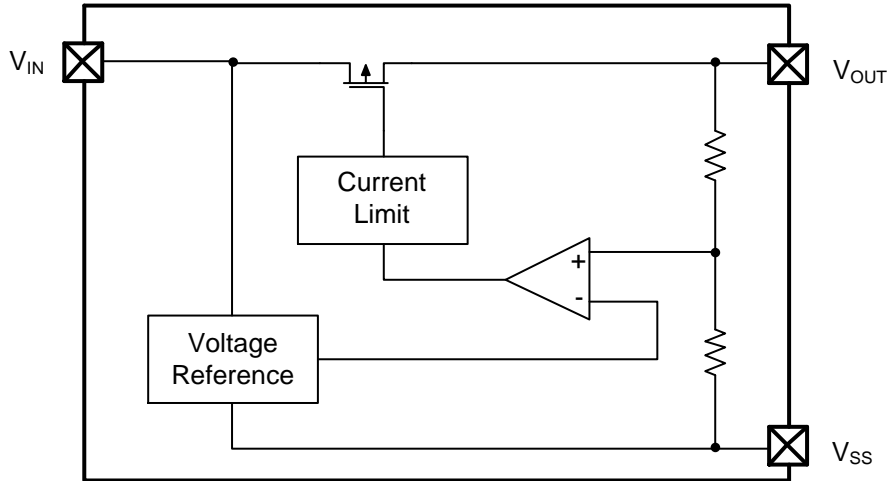 VIN
VOUT
Current
Limit
+
-
Voltage
Reference
VSS